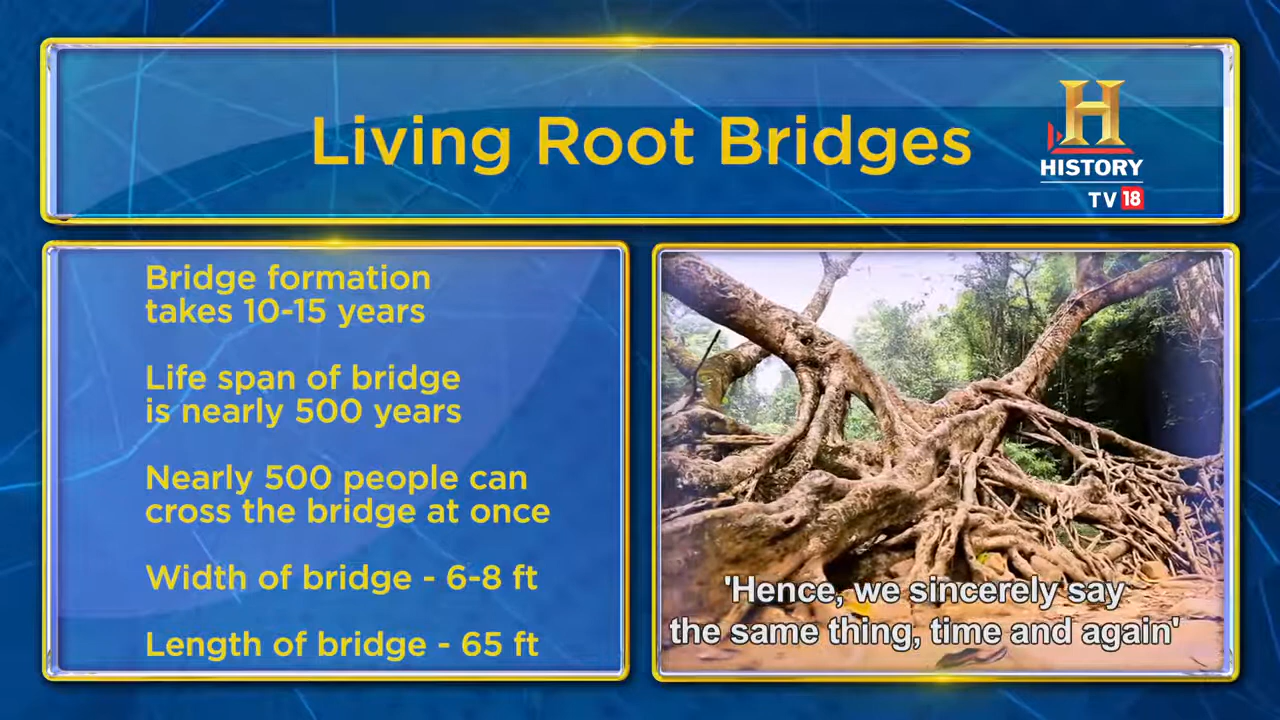 Living Root Bridges
HISTORY
TV 18
Bridge formation
takes 10-15 years
Life span of bridge
is nearly 500 years
Nearly 500 people can
cross the bridge at once
Width of bridge - 6-8 ft
Length of bridge - 65 ft
'Hence, we sincerely say
the same thing, time and again'